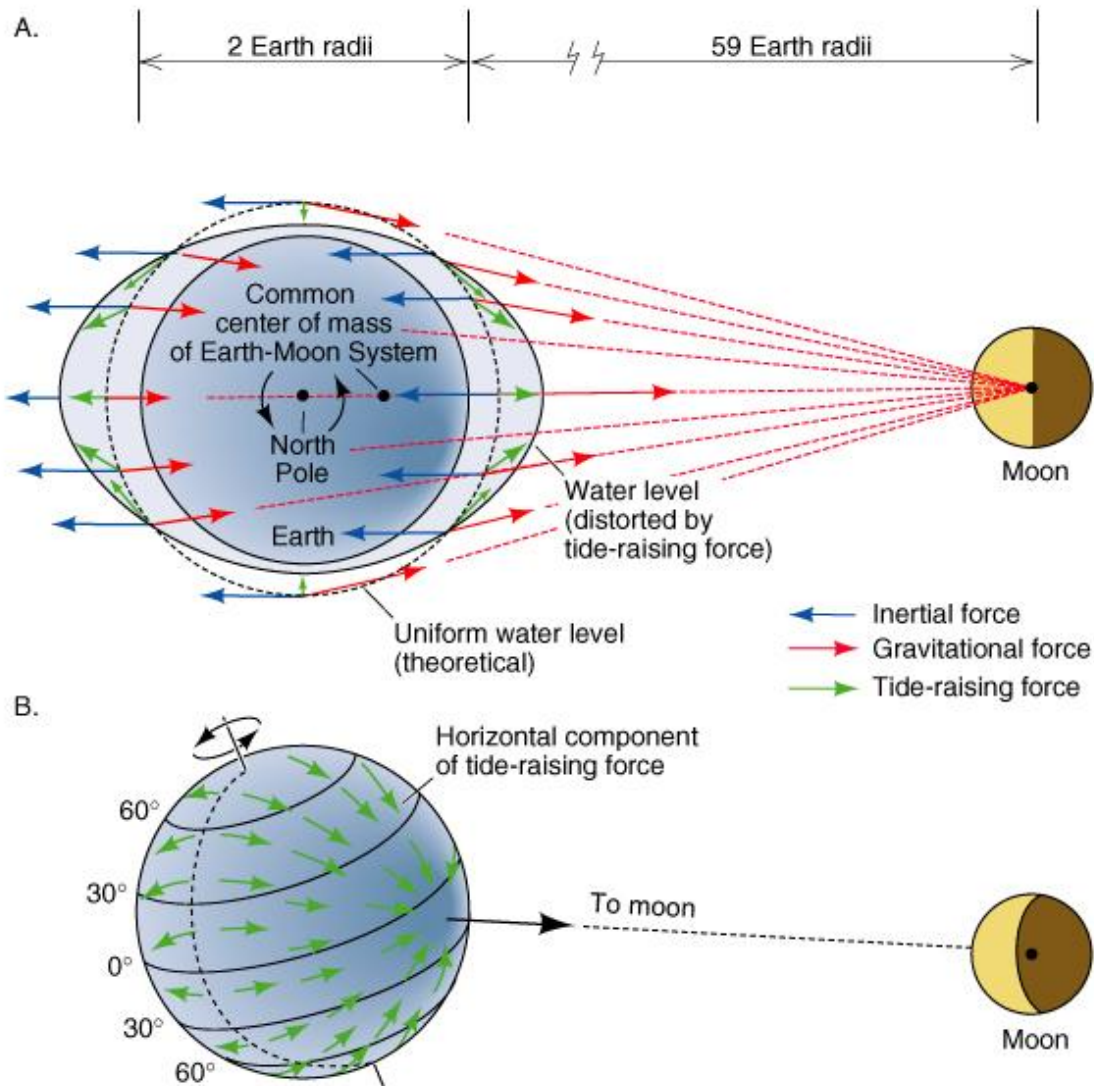 A.
2 Earth radii
59 Earth radii
Common
center of mass
of Earth-Moon System
North
Pole
Earth
Moon
Water level
(distorted by
tide-raising force)
Uniform water level
(theoretical)
Inertial force
Gravitational force
Tide-raising force
B.
Horizontal component
of tide-raising force
60°
30°
0°
30°
60°
To moon
Moon